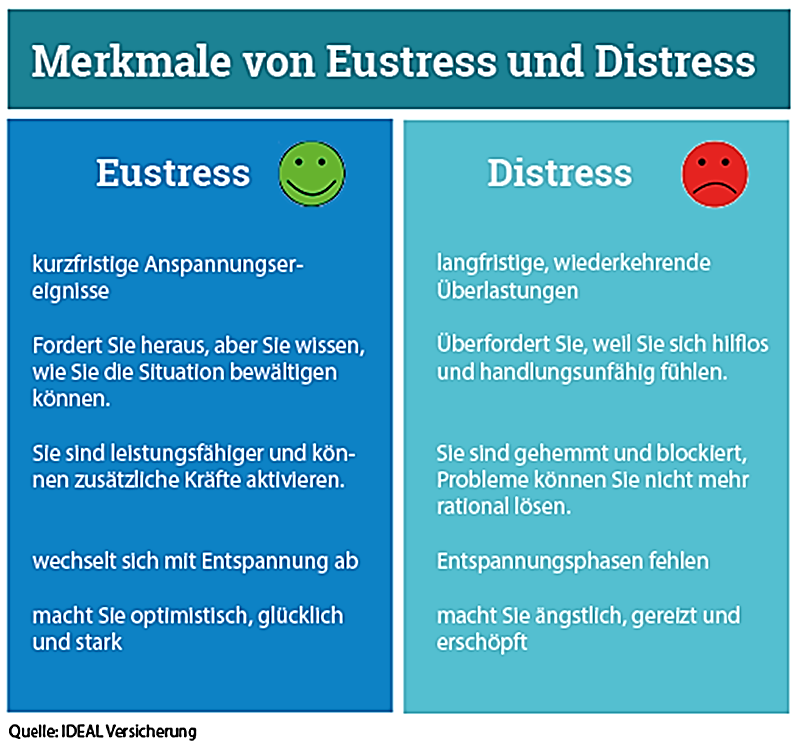 Merkmale von Eustress und Distress
Eustress
kurzfristige Anspannungser-
eignisse
Fordert Sie heraus, aber Sie wissen,
wie Sie die Situation bewältigen
können.
Sie sind leistungsfähiger und kön-
nen zusätzliche Kräfte aktivieren.
wechselt sich mit Entspannung ab
macht Sie optimistisch, glücklich
und stark
Distress
langfristige, wiederkehrende
Überlastungen
Überfordert Sie, weil Sie sich hilflos
und handlungsunfähig fühlen.
Sie sind gehemmt und blockiert,
Probleme können Sie nicht mehr
rational lösen.
Entspannungsphasen fehlen
macht Sie ängstlich, gereizt und
erschöpft
Quelle: IDEAL Versicherung